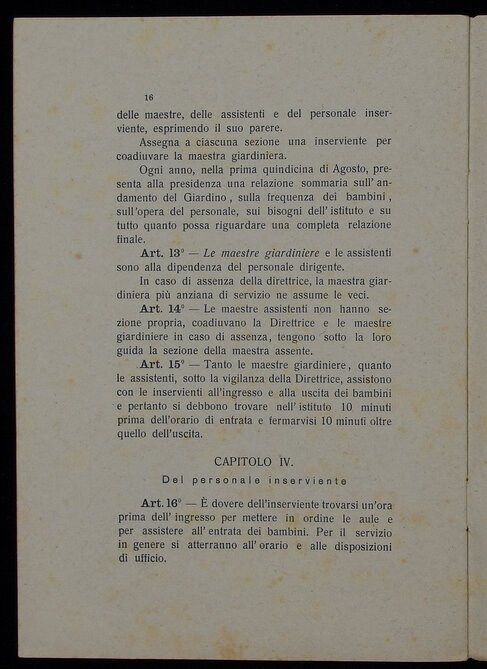 16
delle maestre, delle assistenti e del personale inser-
viente, esprimendo il suo parere.
Assegna a ciascuna sezione una inserviente per
coadiuvare la maestra giardiniera.
Ogni anno, nella prima quindicina di Agosto, pre-
senta alla presidenza una relazione sommaria sull'an-
damento del Giardino, sulla frequenza dei bambini,
sull'opera del personale, sui bisogni dell'istituto e su
tutto quanto possa riguardare una completa relazione
finale.
Art. 13° — Le maestre giardiniere e le assistenti
sono alla dipendenza del personale dirigente.
In caso di assenza della direttrice, la maestra giar-
diniera più anziana di servizio ne assume le veci.
Art. 14° — Le maestre assistenti non hanno se-
zione propria, coadiuvano la Direttrice e le maestre
giardiniere in caso di assenza, tengono sotto la loro
guida la sezione della maestra assente.
Art. 15° — Tanto le maestre giardiniere, quanto
le assistenti, sotto la vigilanza della Direttrice, assistono
con le inservienti all'ingresso e alla uscita dei bambini
e pertanto si debbono trovare nell'istituto 10 minuti
prima dell'orario di entrata e fermarvisi 10 minuti oltre
quello dell'uscita.
CAPITOLO IV.
Del personale inserviente
Art. 16° — È dovere dell'inserviente trovarsi un'ora
prima dell'ingresso per mettere in ordine le aule e
per assistere all'entrata dei bambini. Per il servizio
in genere si atterranno all'orario e alle disposizioni
di ufficio.